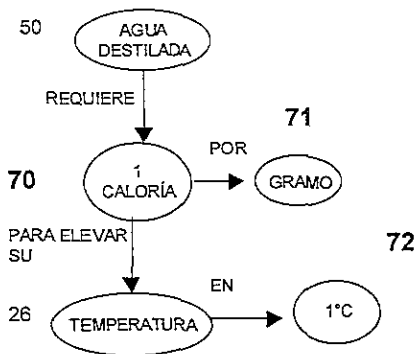 50
AGUA
DESTILADA
REQUIERE
71
70
1
CALORÍA
POR
GRAMO
PARA ELEVAR
SU
72
26
TEMPERATURA
EN
1°C